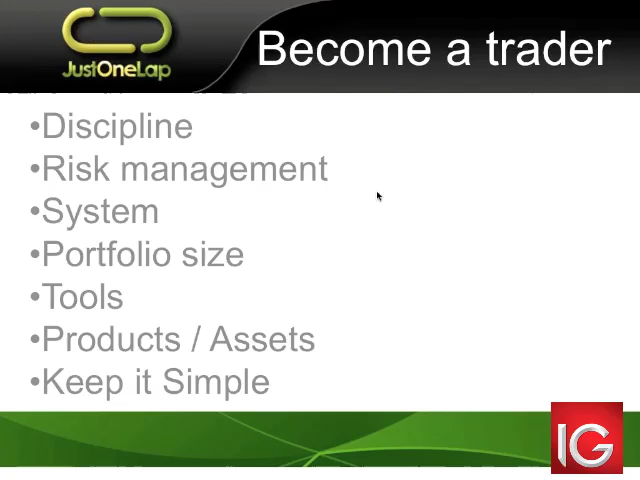 JustOneLap
Become a trader
•Discipline
•Risk management
•System
•Portfolio size
•Tools
•Products / Assets
•Keep it Simple
IG